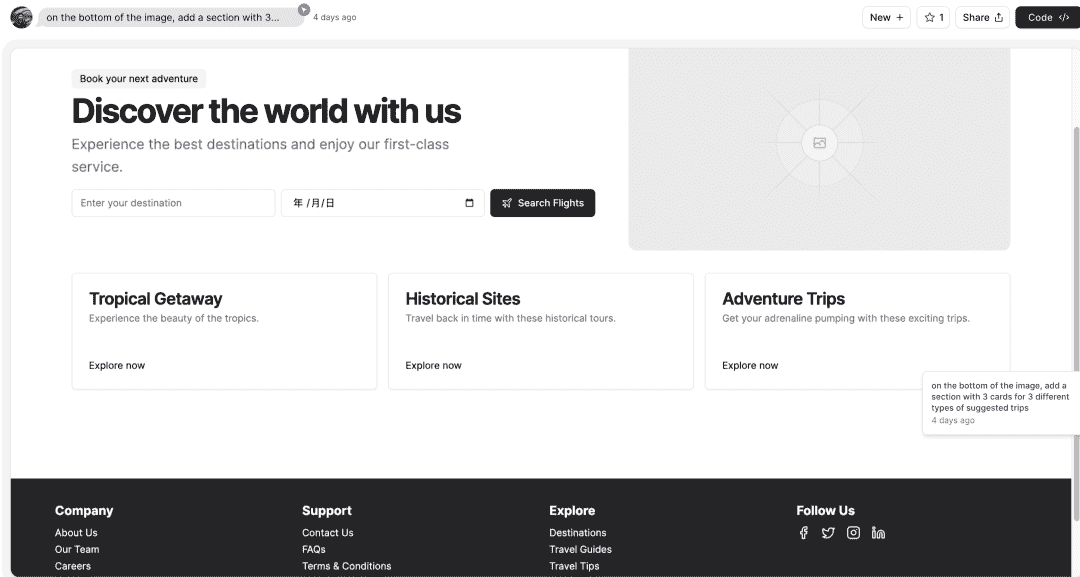 on the bottom of the image, add a section with 3...
4 days ago
New
1
Share
Code
Book your next adventure
Discover the world with us
Experience the best destinations and enjoy our first-class
service.
Enter your destination
年 /月/日
Search Flights
Tropical Getaway
Experience the beauty of the tropics.
Explore now
Historical Sites
Travel back in time with these historical tours.
Explore now
Adventure Trips
Get your adrenaline pumping with these exciting trips.
Explore now
on the bottom of the image, add a
section with 3 cards for 3 different
types of suggested trips
4 days ago
Company
About Us
Our Team
Careers
Support
Contact Us
FAQs
Terms & Conditions
Explore
Destinations
Travel Guides
Travel Tips
Follow Us